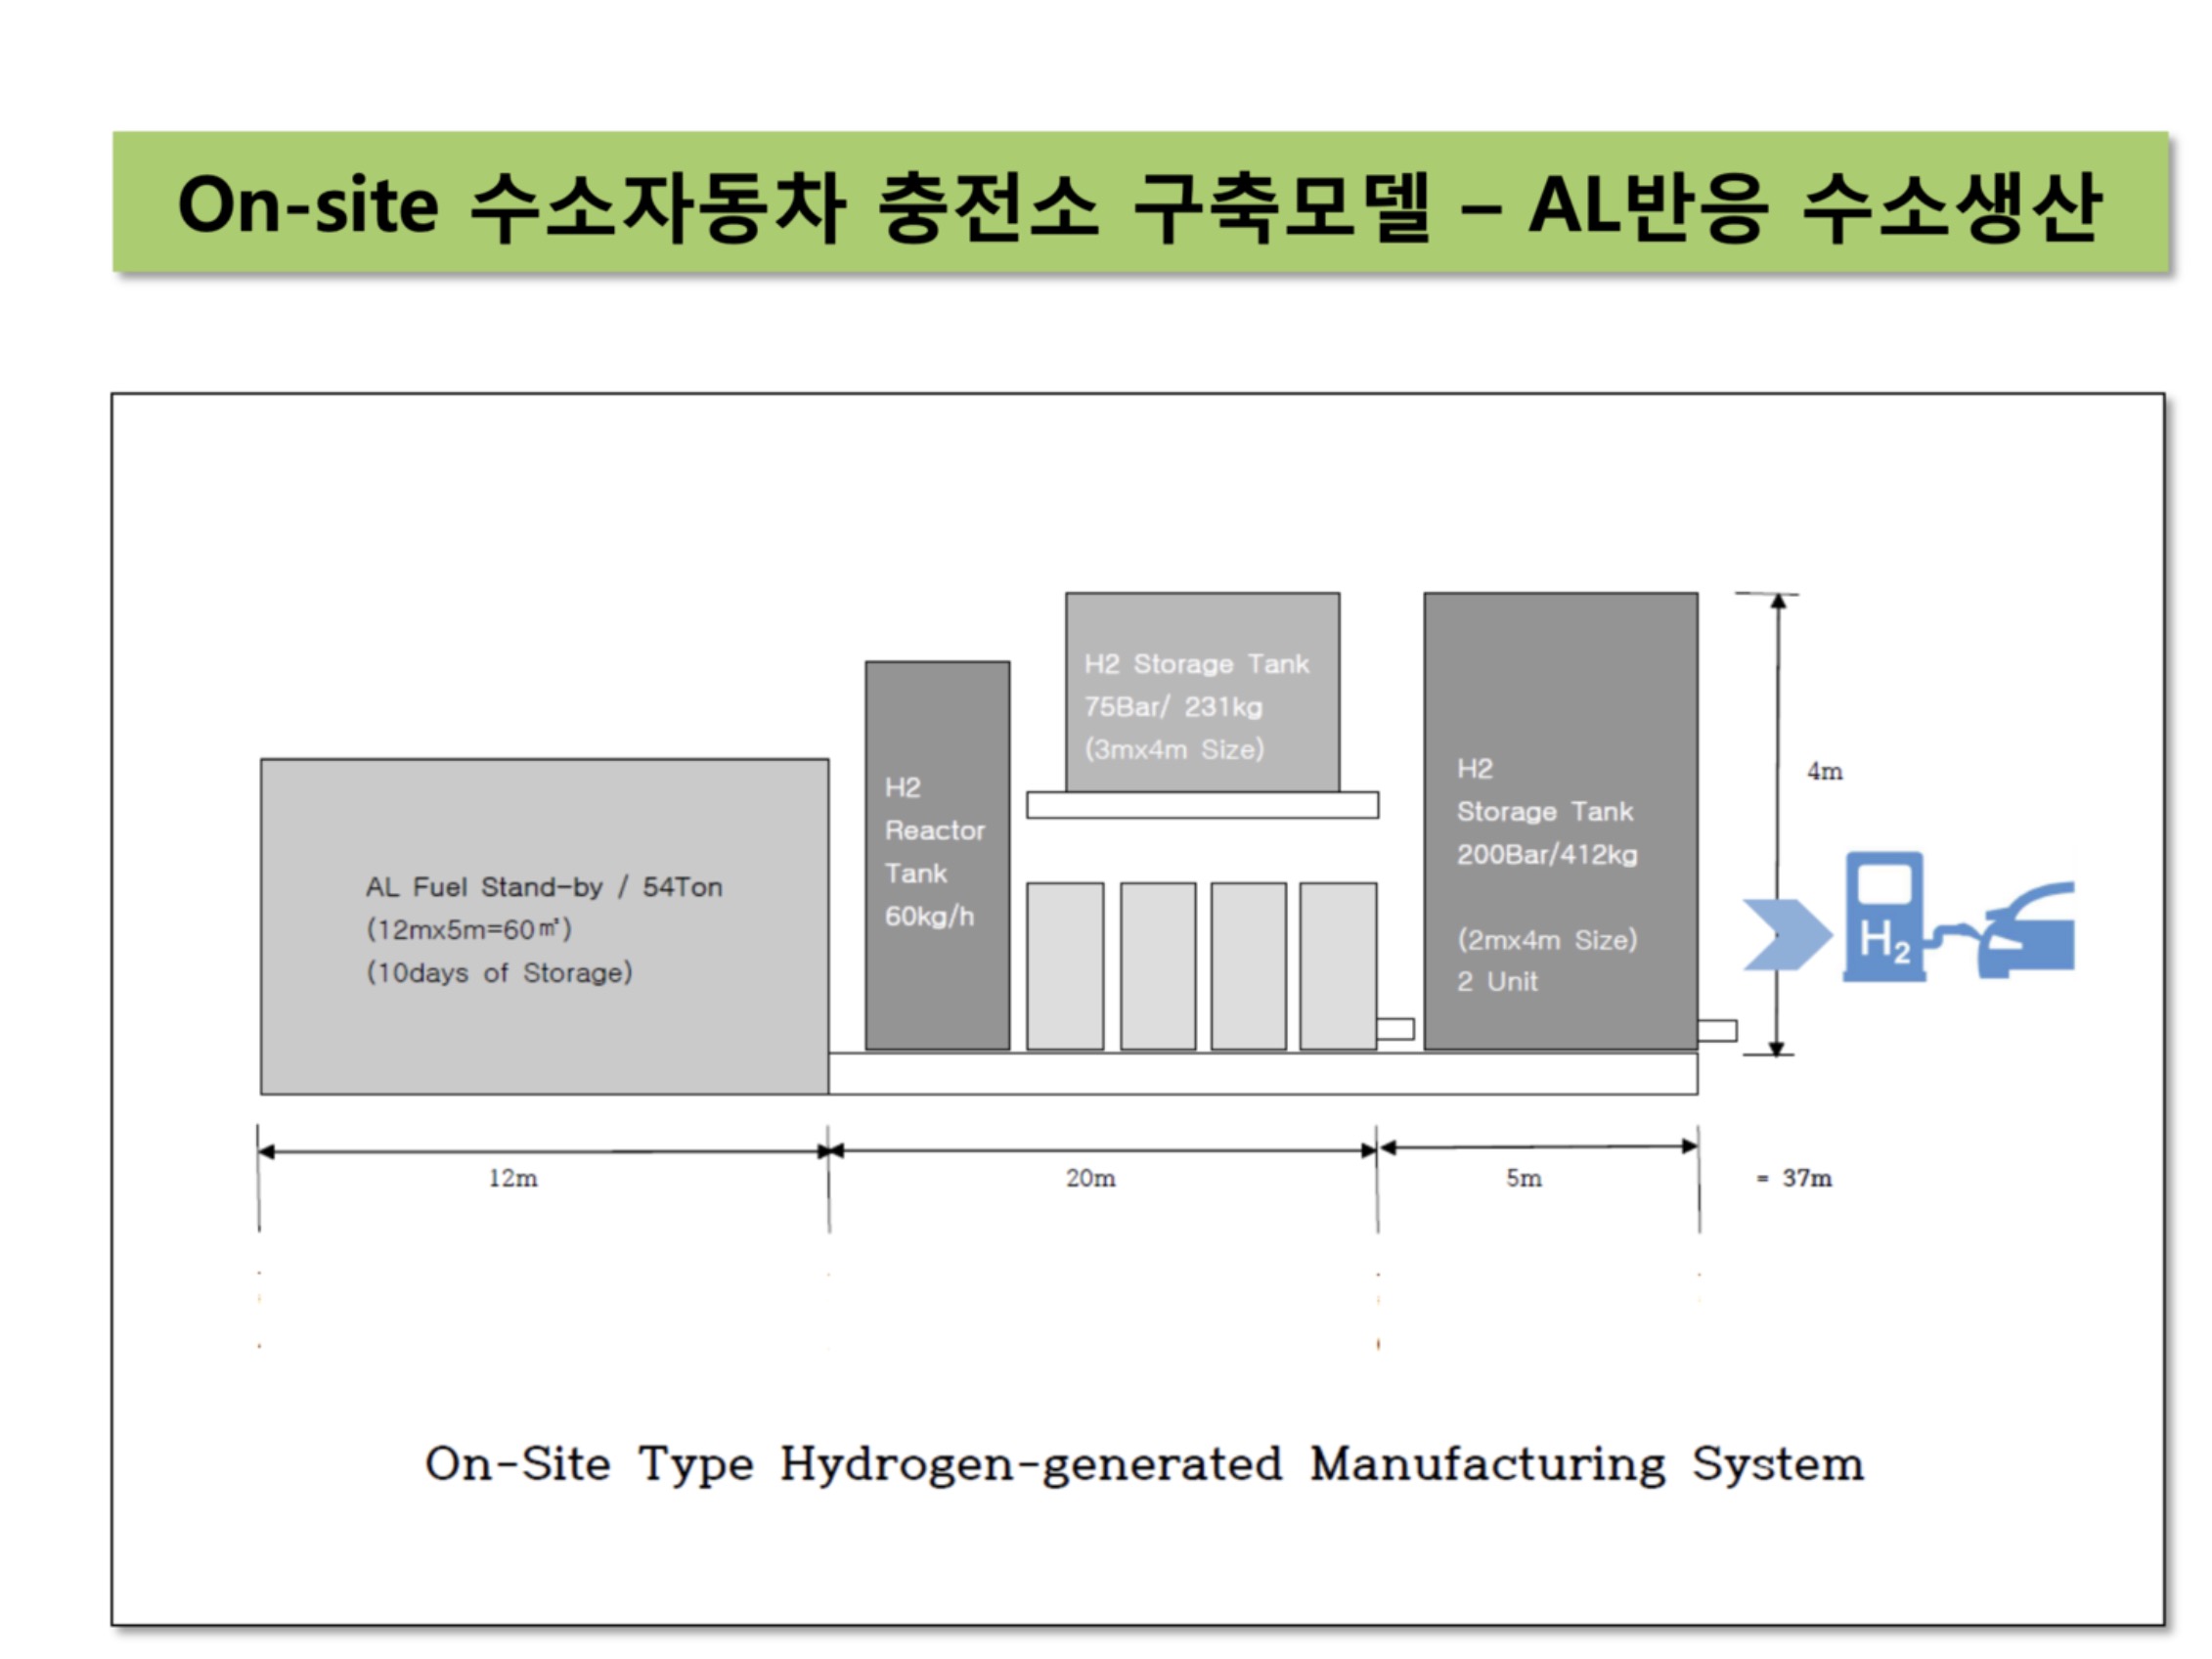 On-site 수소자동차 충전소 구축모델 – AL반응 수소생산
H2 Storage Tank
75Bar/ 231kg
(3mx4m Size)
H2
Reactor
Tank
60kg/h
H2
Storage Tank
200Bar/412kg
(2mx4m Size)
2 Unit
4m
AL Fuel Stand-by / 54Ton
(12mx5m=60㎡)
(10days of Storage)
H2
12m
20m
5m
= 37m
On-Site Type Hydrogen-generated Manufacturing System